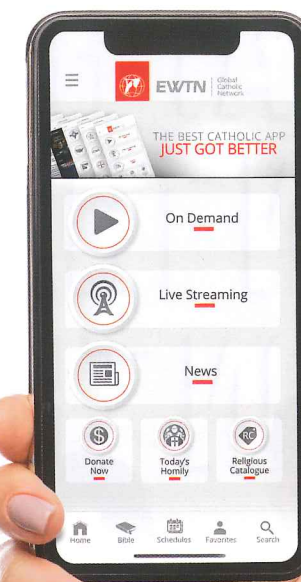 EWTN
Global
Catholic
Network
THE BEST CATHOLIC APP
JUST GOT BETTER
On Demand
Live Streaming
News
Donate
Now
Today's
Homily
RC
Religious
Catalogue
Home
Bible
Schedules
Favorites
Search